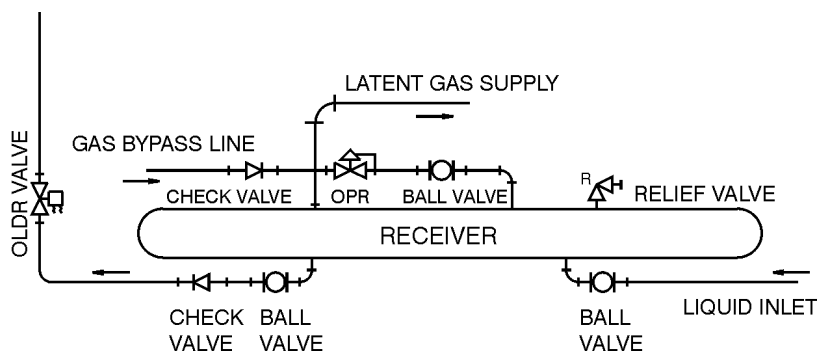 LATENT GAS SUPPLY
GAS BYPASS LINE
OLDR VALVE
CHECK VALVE
OPR
BALL VALVE
R
RELIEF VALVE
RECEIVER
LIQUID INLET
CHECK
VALVE
BALL
VALVE
BALL
VALVE